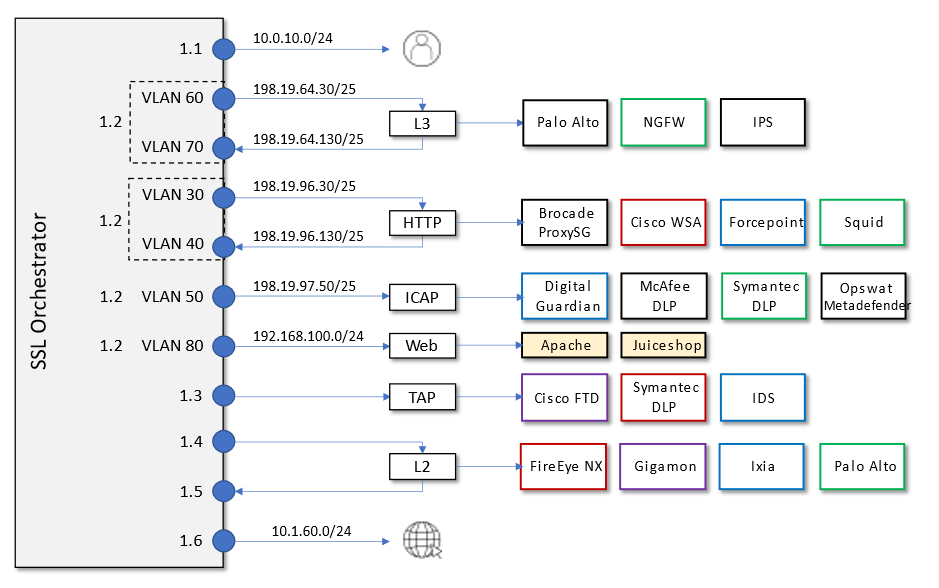 SSL Orchestrator
1.1
10.0.10.0/24
1.2
VLAN 60
198.19.64.30/25
VLAN 70
198.19.64.130/25
L3
Palo Alto
NGFW
IPS
1.2
VLAN 30
198.19.96.30/25
VLAN 40
198.19.96.130/25
HTTP
Brocade
ProxySG
Cisco WSA
Forcepoint
Squid
1.2
VLAN 50
198.19.97.50/25
ICAP
Digital
Guardian
McAfee
DLP
Symantec
DLP
Opswat
Metadefender
1.2
VLAN 80
192.168.100.0/24
Web
Apache
Juiceshop
1.3
TAP
Cisco FTD
Symantec
DLP
IDS
1.4
L2
FireEye NX
Gigamon
Ixia
Palo Alto
1.5
1.6
10.1.60.0/24